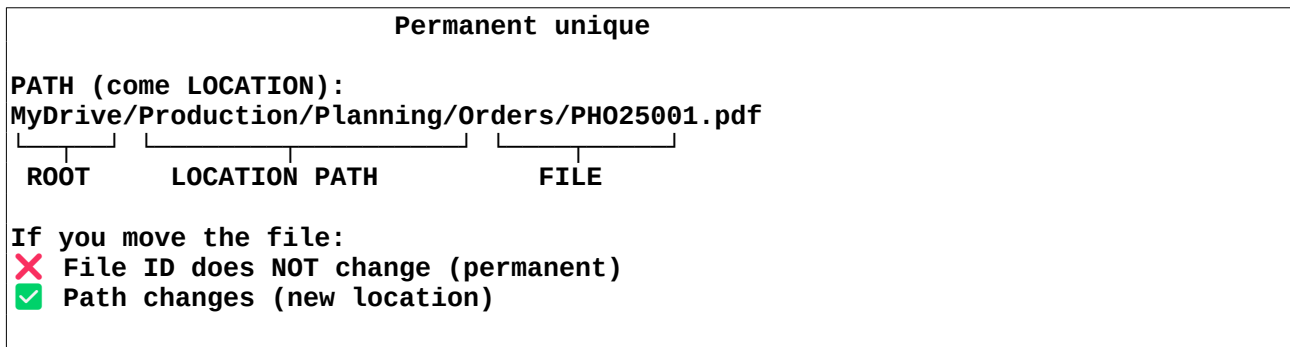 Permanent unique
PATH (come LOCATION):
MyDrive/Production/Planning/Orders/PHO25001.pdf
ROOT LOCATION PATH FILE
If you move the file:
❌ File ID does NOT change (permanent)
✅ Path changes (new location)